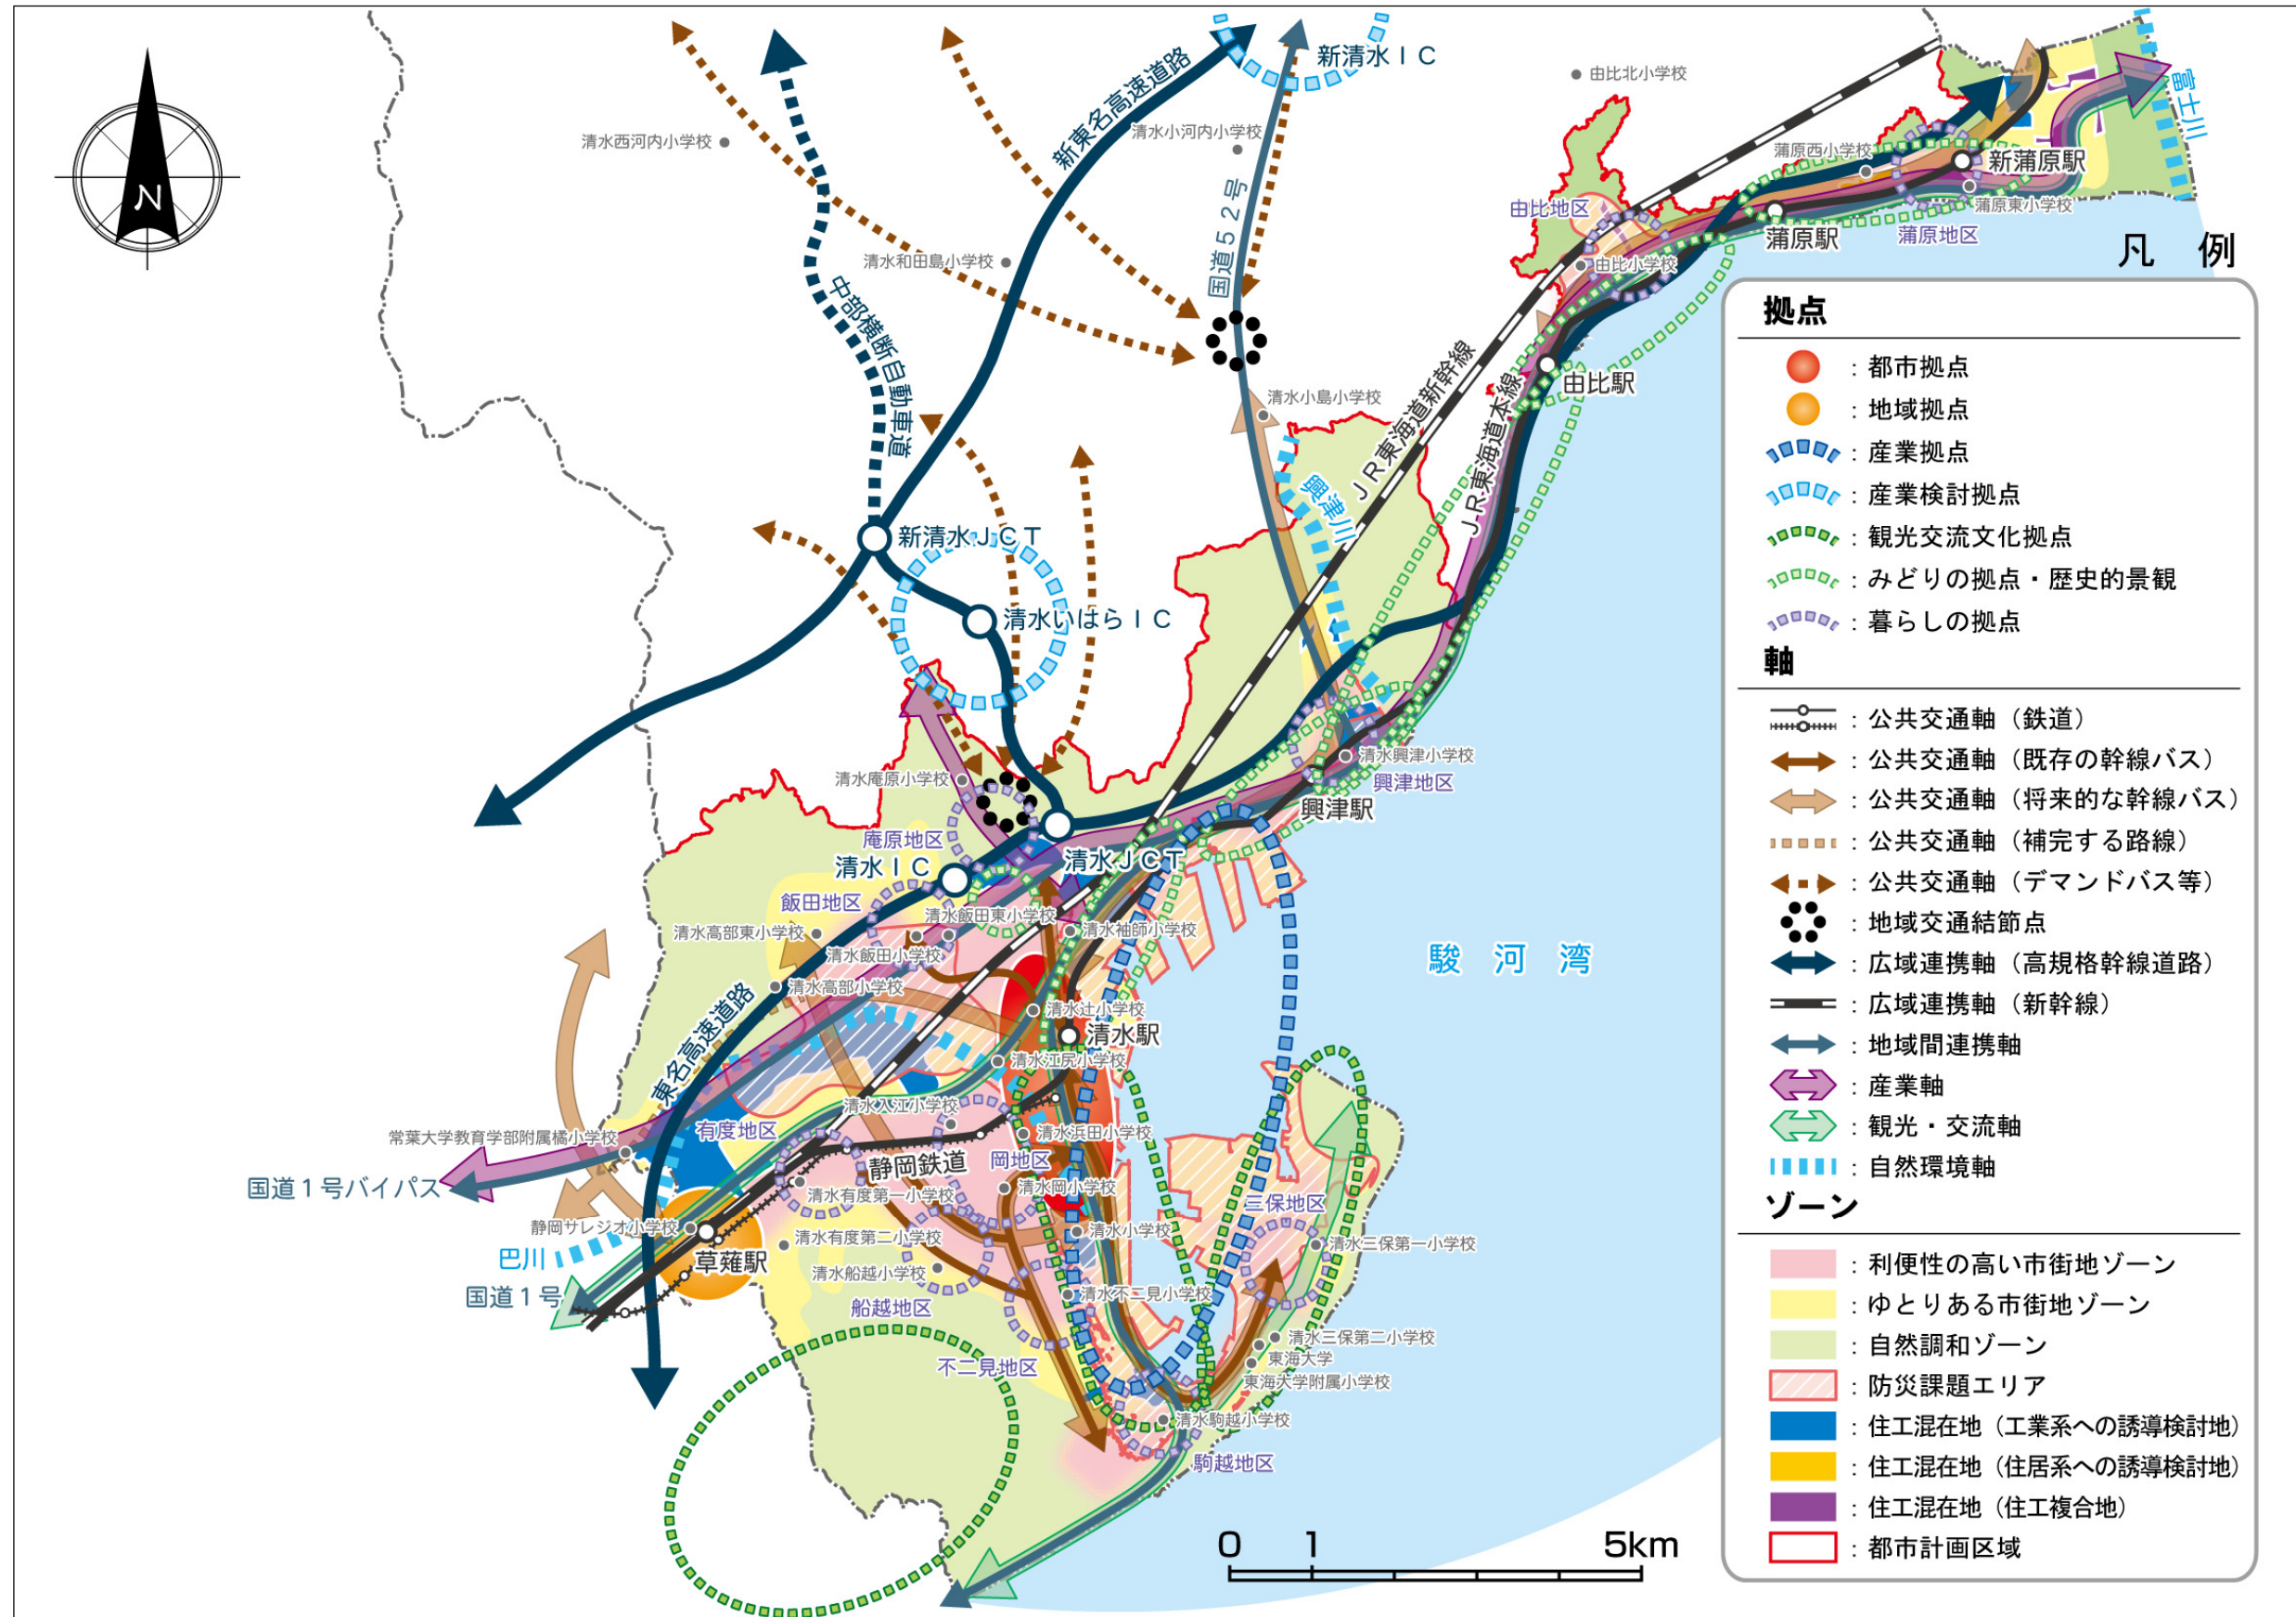 N
新清水IC
由比北小学校
富士川
新東名高速道路
清水西河内小学校
清水小河内小学校
蒲原西小学校
新蒲原駅
国道52号
由比地区
蒲原東小学校
蒲原駅
蒲原地区
清水和田島小学校
由比小学校
中部横断自動車道
由比駅
清水小島小学校
JR東海道新幹線
JR東海道本線
興津川
新清水JCT
清水いはらIC
清水庵原小学校
清水興津小学校
興津地区
興津駅
庵原地区
清水JCT
清水IC
飯田地区
清水飯田東小学校
清水高部東小学校
清水袖師小学校
清水飯田小学校
駿河湾
清水高部小学校
東名高速道路
清水辻小学校
清水駅
清水江尻小学校
清水入江小学校
有度地区
清水浜田小学校
常葉大学教育学部附属橘小学校
静岡鉄道
岡地区
国道1号バイパス
清水有度第一小学校
清水岡小学校
三保地区
静岡サレジオ小学校
清水有度第二小学校
清水小学校
清水三保第一小学校
巴川
草薙駅
清水船越小学校
国道1号
船越地区
清水不二見小学校
清水三保第二小学校
不二見地区
東海大学
東海大学附属小学校
清水駒越小学校
駒越地区
0 1 5km
凡 例
拠点
：都市拠点
：地域拠点
：産業拠点
：産業検討拠点
：観光交流文化拠点
：みどりの拠点・歴史的景観
：暮らしの拠点
軸
：公共交通軸（鉄道）
：公共交通軸（既存の幹線バス）
：公共交通軸（将来的な幹線バス）
：公共交通軸（補完する路線）
：公共交通軸（デマンドバス等）
：地域交通結節点
：広域連携軸（高規格幹線道路）
：広域連携軸（新幹線）
：地域間連携軸
：産業軸
：観光・交流軸
：自然環境軸
ゾーン
：利便性の高い市街地ゾーン
：ゆとりある市街地ゾーン
：自然調和ゾーン
：防災課題エリア
：住工混在地（工業系への誘導検討地）
：住工混在地（住居系への誘導検討地）
：住工混在地（住工複合地）
：都市計画区域